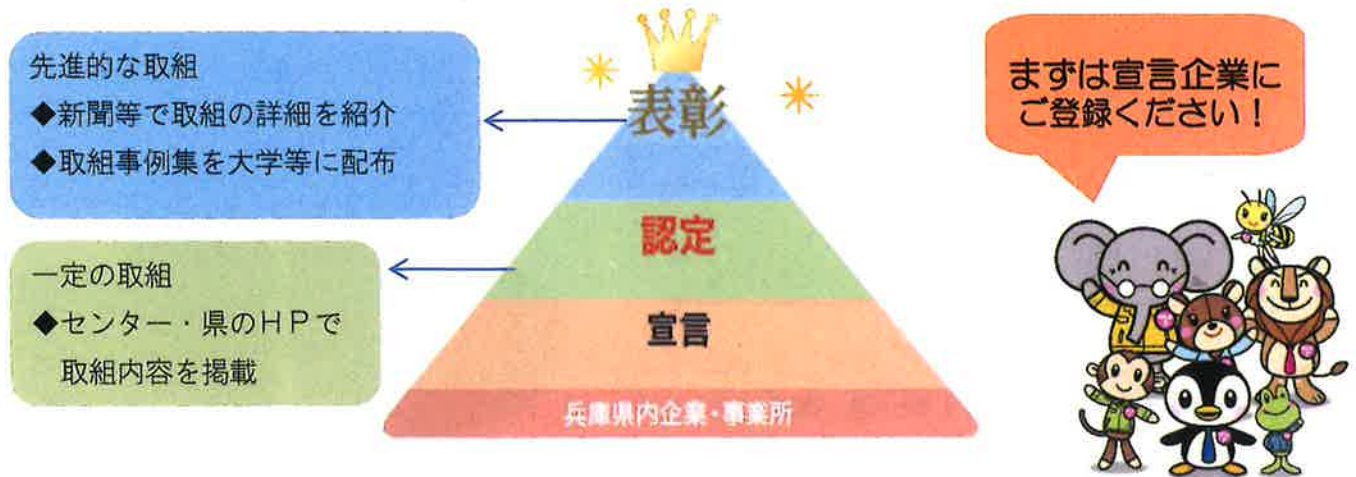 先進的な取組
◆新聞等で取組の詳細を紹介
◆取組事例集を大学等に配布
一定の取組
◆センター・県のHPで
取組内容を掲載
表彰
認定
宣言
兵庫県内企業・事業所
まずは宣言企業に
ご登録ください！